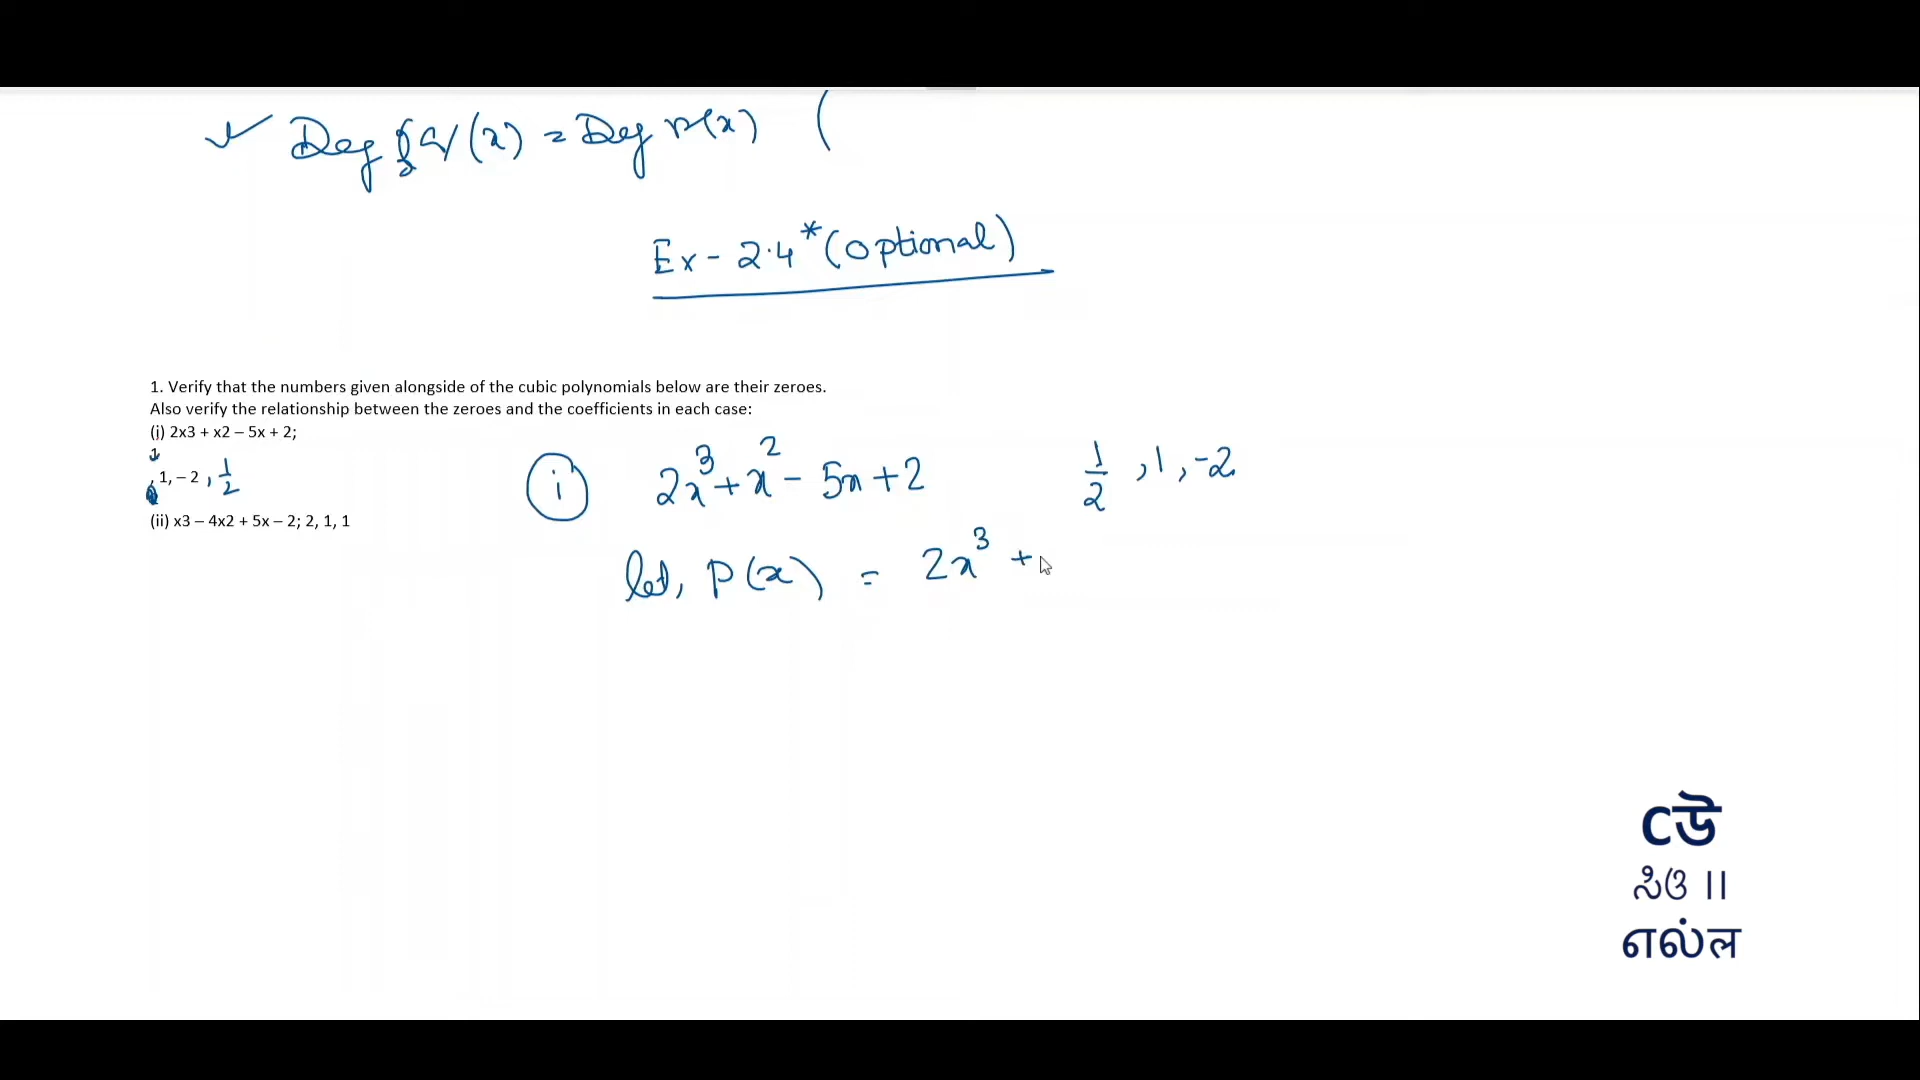 Deg of q(x) = Deg p(x) (
Ex - 2.4* (optional)
1. Verify that the numbers given alongside of the cubic polynomials below are their zeroes.
Also verify the relationship between the zeroes and the coefficients in each case:
(i) 2x3 + x2 – 5x + 2;
, 1, – 2 , 1/2
(ii) x3 – 4x2 + 5x – 2; 2, 1, 1
i 2x³ + x² - 5x + 2 1/2 , 1 , -2
let, P(x) = 2x³ +
Cউ